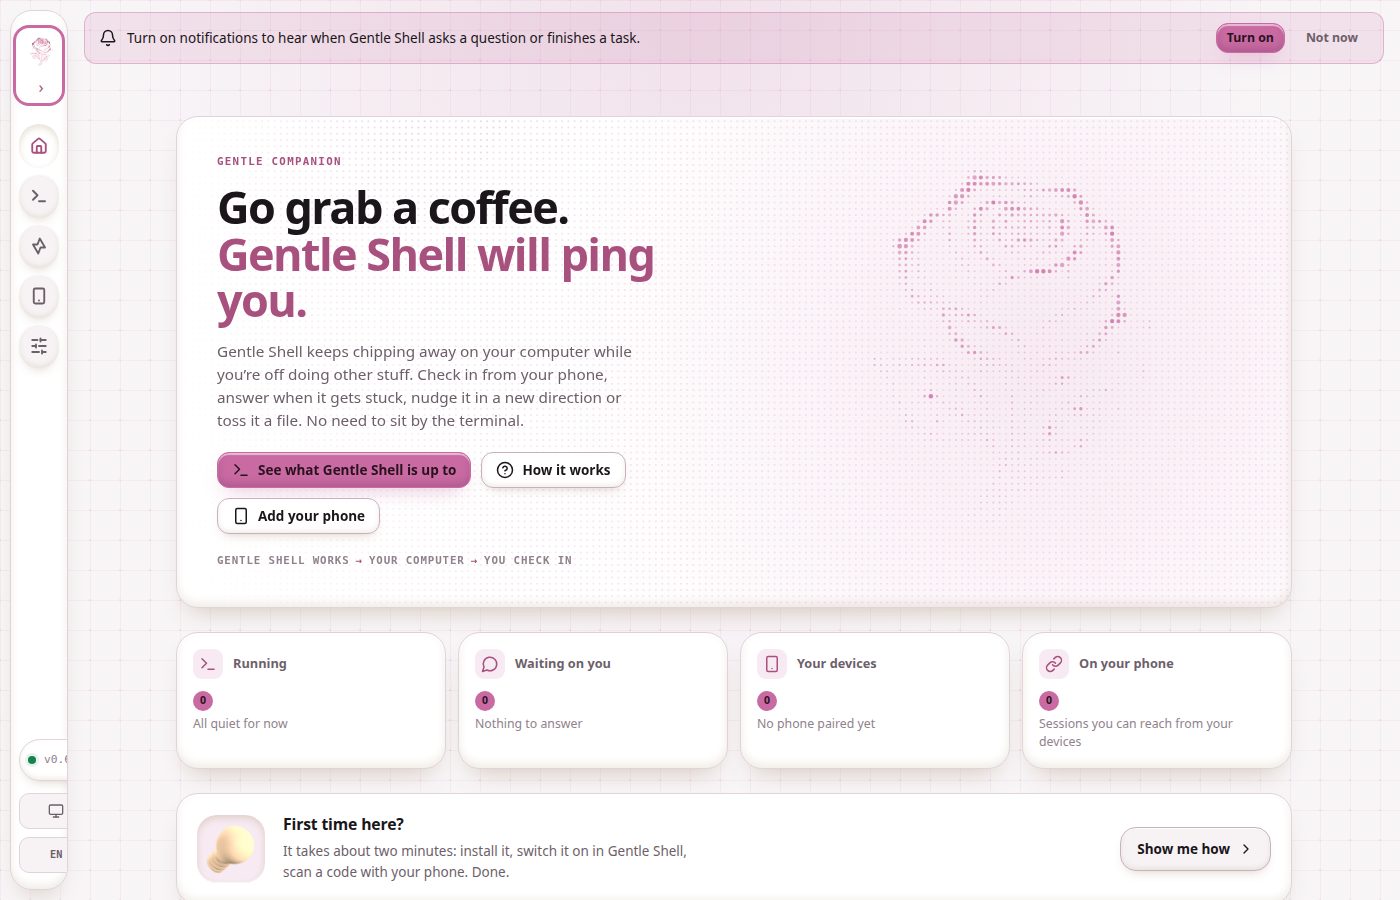 Turn on notifications to hear when Gentle Shell asks a question or finishes a task.
Turn on
Not now
GENTLE COMPANION
Go grab a coffee.
Gentle Shell will ping
you.
Gentle Shell keeps chipping away on your computer while
you're off doing other stuff. Check in from your phone,
answer when it gets stuck, nudge it in a new direction or
toss it a file. No need to sit by the terminal.
See what Gentle Shell is up to
How it works
Add your phone
GENTLE SHELL WORKS → YOUR COMPUTER → YOU CHECK IN
Running
0
All quiet for now
Waiting on you
0
Nothing to answer
Your devices
0
No phone paired yet
On your phone
0
Sessions you can reach from your
devices
First time here?
It takes about two minutes: install it, switch it on in Gentle Shell,
scan a code with your phone. Done.
Show me how
EN